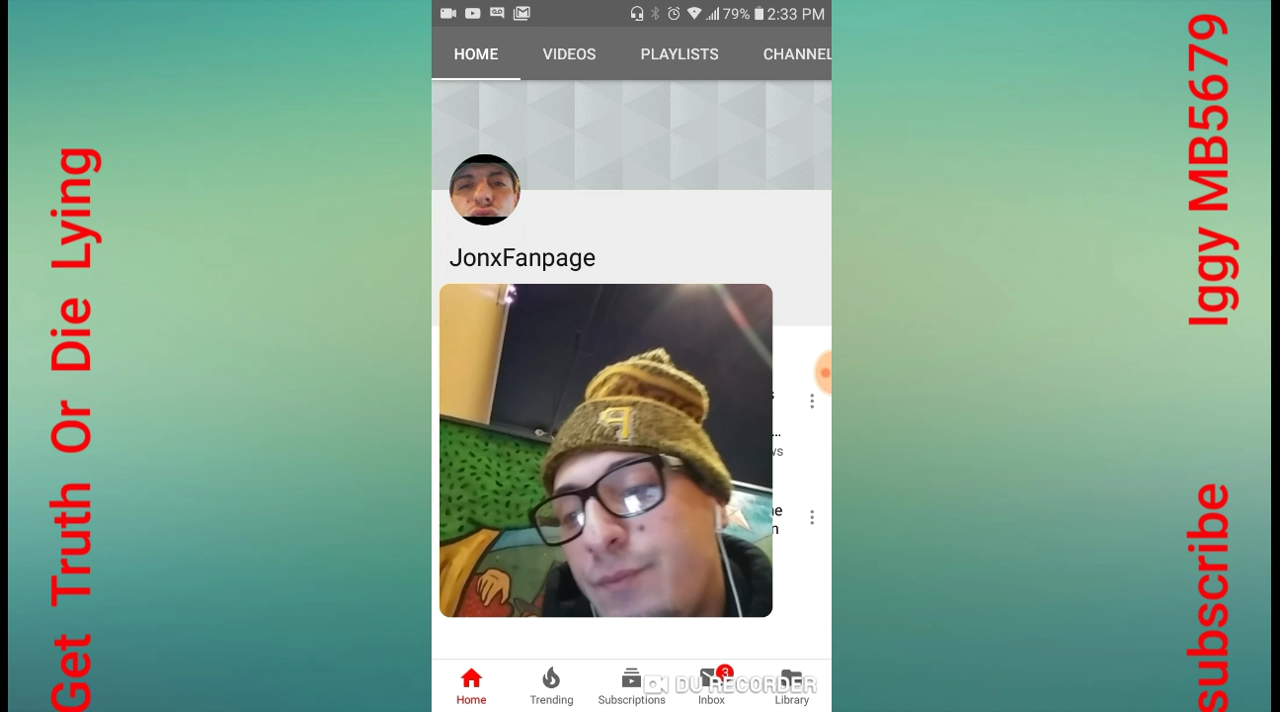 Get Truth Or Die Lying
79% 2:33 PM
HOME VIDEOS PLAYLISTS CHANNEL
JonxFanpage
P
3
Home Trending Subscriptions Inbox Library
DU RECORDER
Iggy MB5679
subscribe